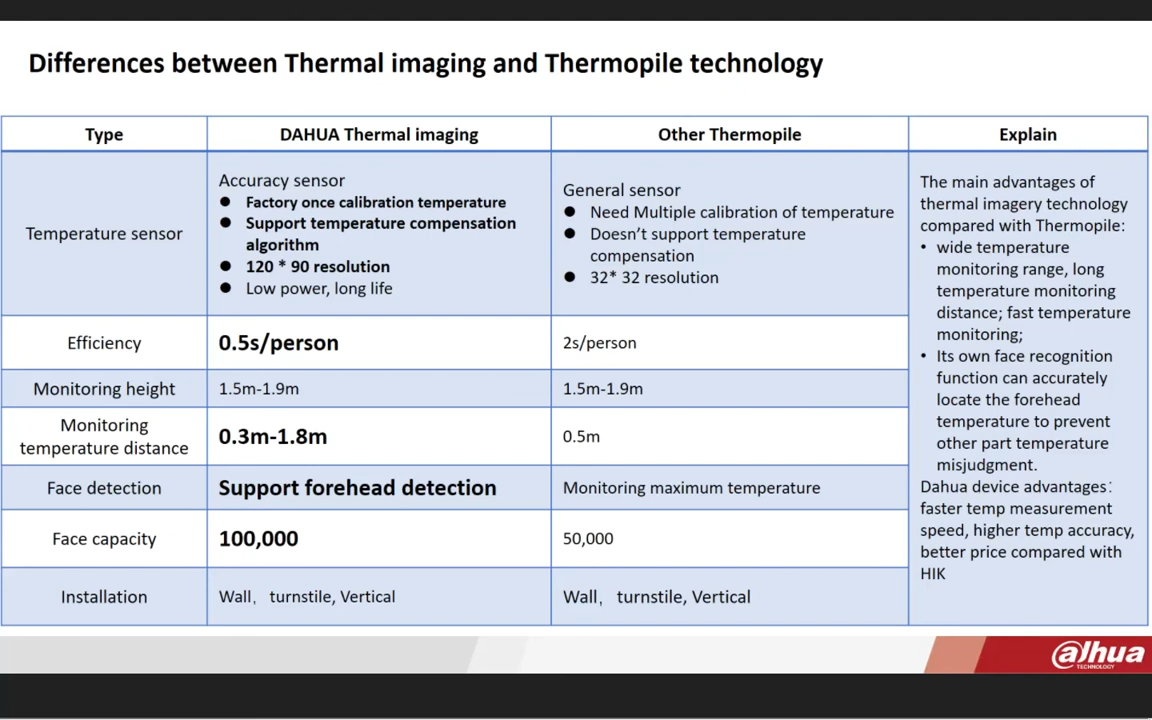 Differences between Thermal imaging and Thermopile technology
Type
DAHUA Thermal imaging
Other Thermopile
Explain
Temperature sensor
Accuracy sensor
● Factory once calibration temperature
● Support temperature compensation
algorithm
● 120 * 90 resolution
● Low power, long life
General sensor
● Need Multiple calibration of temperature
● Doesn't support temperature
compensation
● 32* 32 resolution
The main advantages of
thermal imagery technology
compared with Thermopile:
• wide temperature
monitoring range, long
temperature monitoring
distance; fast temperature
monitoring;
• Its own face recognition
function can accurately
locate the forehead
temperature to prevent
other part temperature
misjudgment.
Dahua device advantages：
faster temp measurement
speed, higher temp accuracy,
better price compared with
HIK
Efficiency
0.5s/person
2s/person
Monitoring height
1.5m-1.9m
1.5m-1.9m
Monitoring
temperature distance
0.3m-1.8m
0.5m
Face detection
Support forehead detection
Monitoring maximum temperature
Face capacity
100,000
50,000
Installation
Wall， turnstile, Vertical
Wall， turnstile, Vertical
alhua
TECHNOLOGY